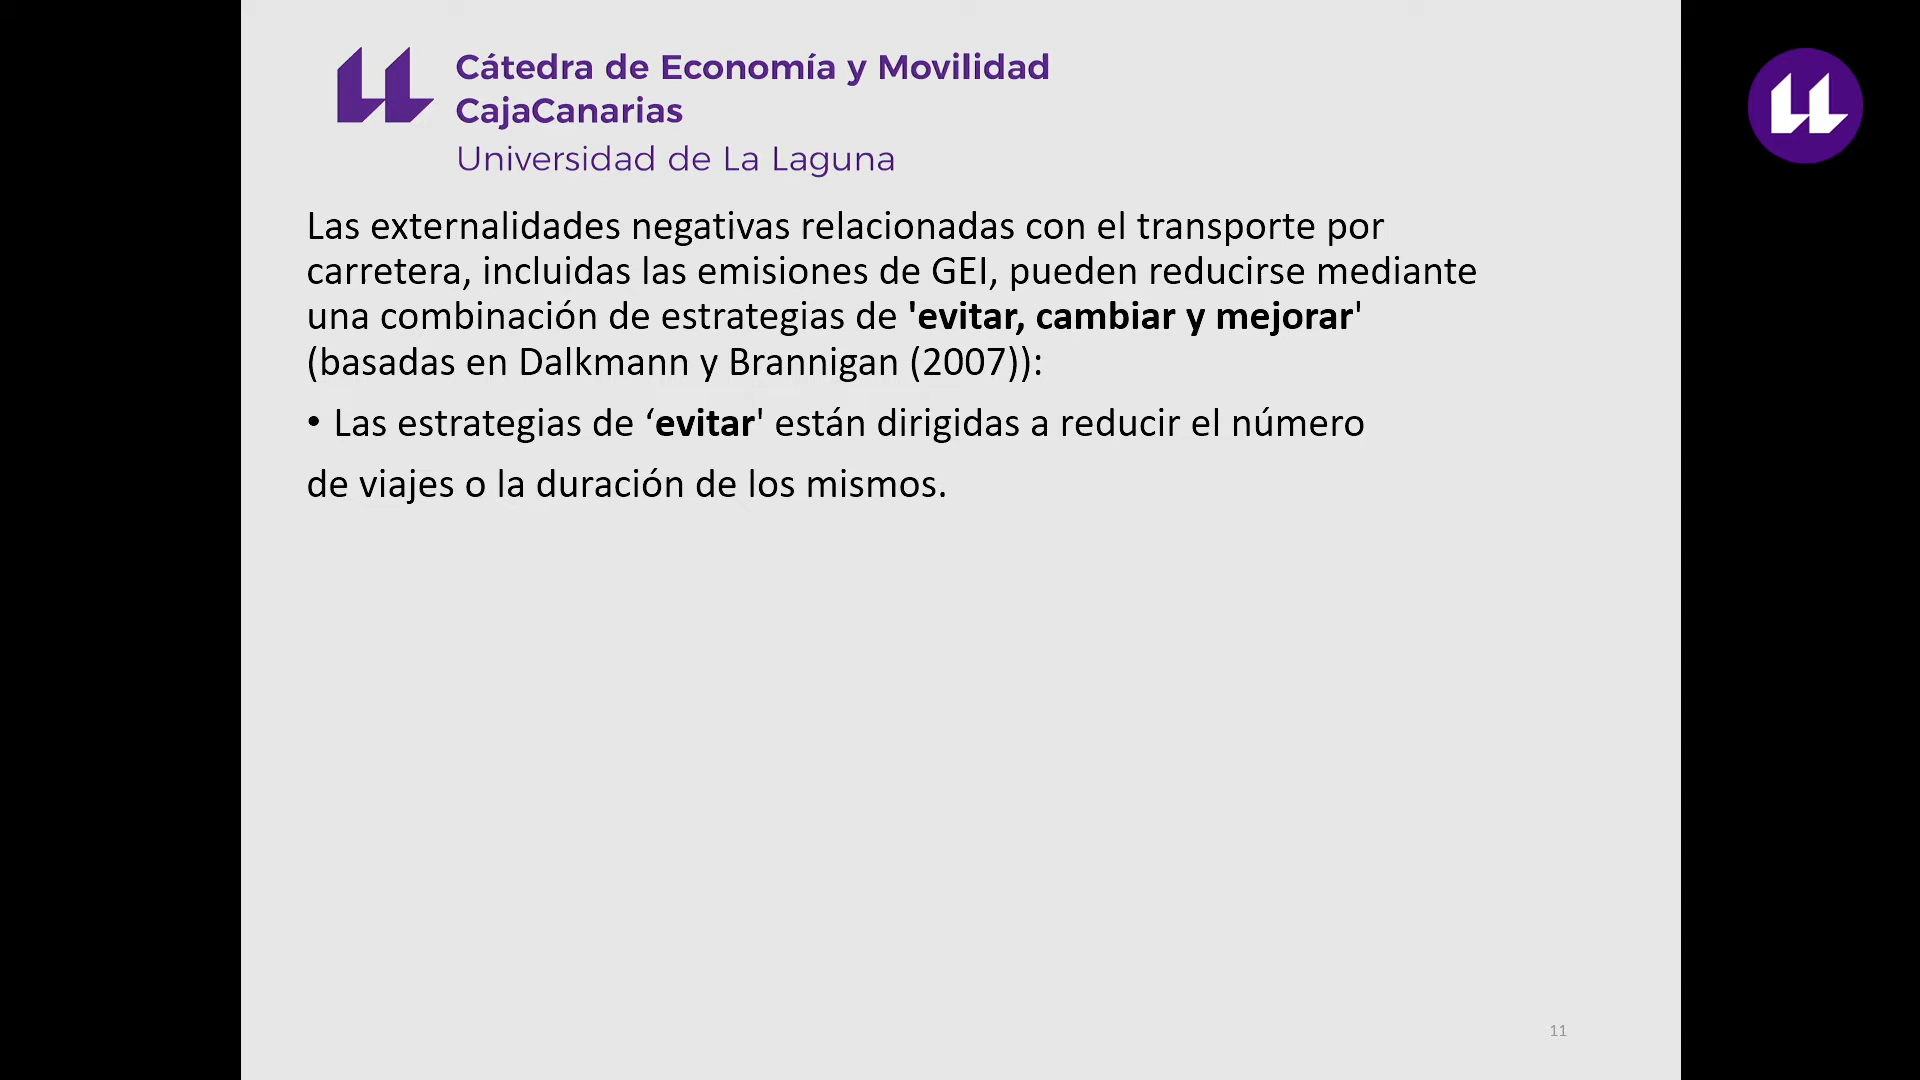 Cátedra de Economía y Movilidad
CajaCanarias
Universidad de La Laguna
Las externalidades negativas relacionadas con el transporte por
carretera, incluidas las emisiones de GEI, pueden reducirse mediante
una combinación de estrategias de 'evitar, cambiar y mejorar'
(basadas en Dalkmann y Brannigan (2007)):
• Las estrategias de ‘evitar' están dirigidas a reducir el número
de viajes o la duración de los mismos.
11